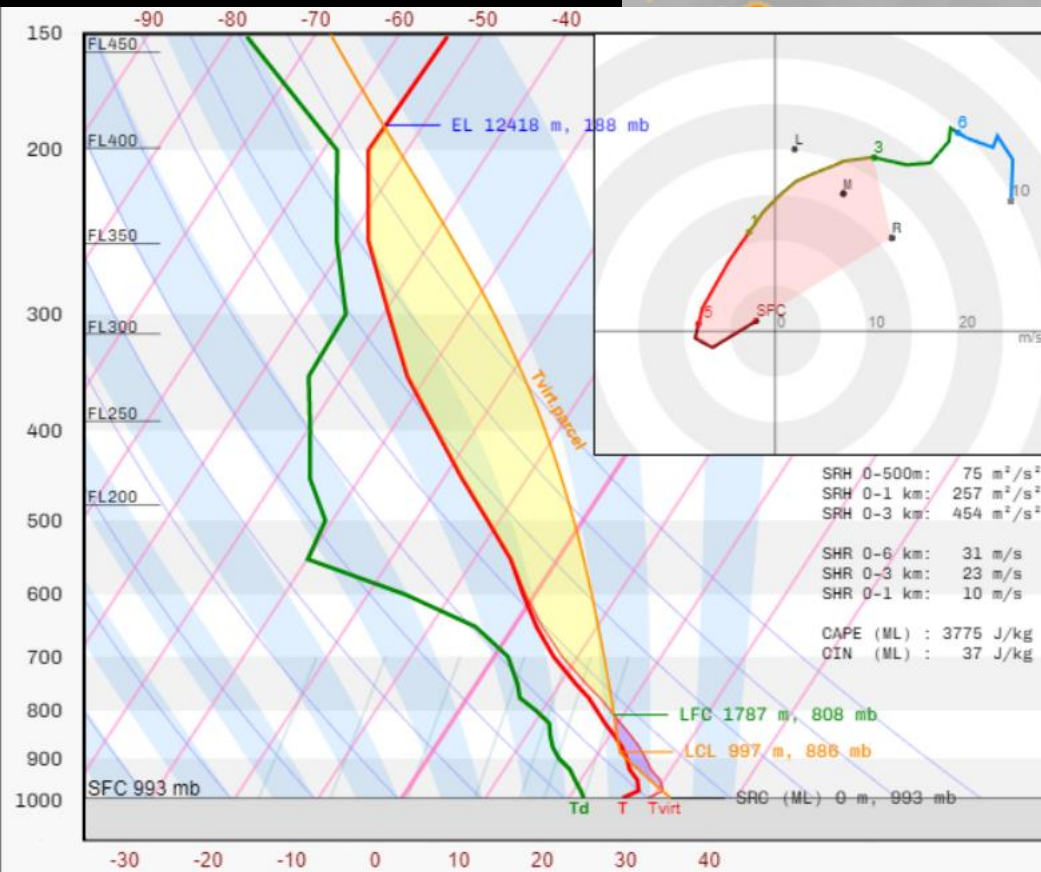 -90 -80 -70 -60 -50 -40
150
FL450
FL400
200
EL 12418 m, 188 mb
FL350
300
FL300
FL250
400
FL200
500
600
700
800
900
1000
Tvirt.parcel
L
M
R
SFC
.5
1
3
6
10
0 10 20
m/s
SRH 0-500m: 75 m²/s²
SRH 0-1 km: 257 m²/s²
SRH 0-3 km: 454 m²/s²
SHR 0-6 km: 31 m/s
SHR 0-3 km: 23 m/s
SHR 0-1 km: 10 m/s
CAPE (ML) : 3775 J/kg
CIN (ML) : 37 J/kg
LFC 1787 m, 808 mb
LCL 997 m, 886 mb
SFC 993 mb
SRC (ML) 0 m, 993 mb
Td T Tvirt
-30 -20 -10 0 10 20 30 40